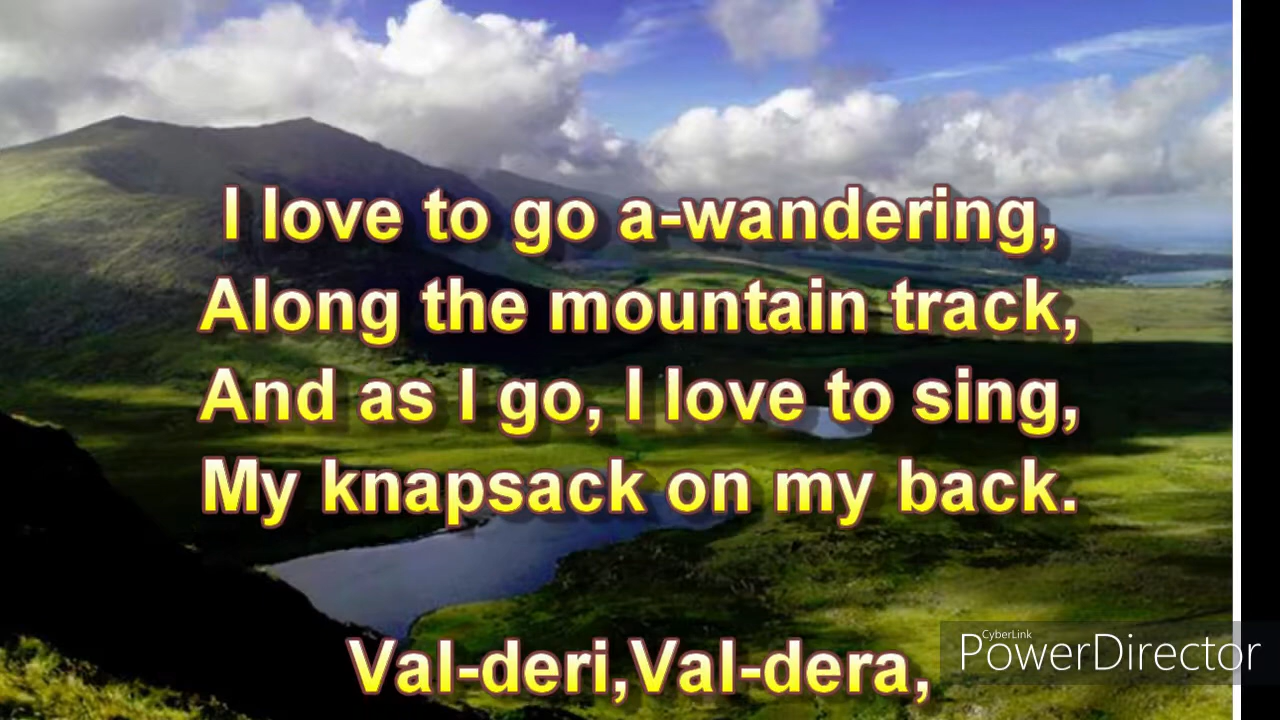 I love to go a-wandering,
Along the mountain track,
And as I go, I love to sing,
My knapsack on my back.
Val-deri,Val-dera,
CyberLink
PowerDirector